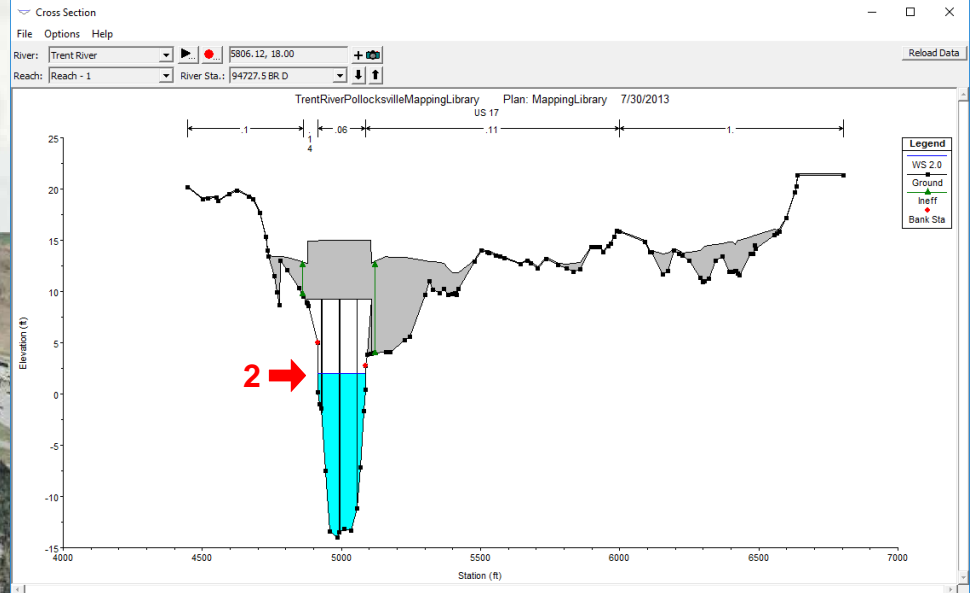 Cross Section
File Options Help
River: Trent River 5806.12, 18.00 Reload Data
Reach: Reach - 1 River Sta.: 94727.5 BR D
TrentRiverPollocksvilleMappingLibrary Plan: MappingLibrary 7/30/2013
US 17
.1 .14 .06 .11 1.
Legend
WS 2.0
Ground
Ineff
Bank Sta
25
20
15
10
5
0
-5
-10
-15
Elevation (ft)
2
4000 4500 5000 5500 6000 6500 7000
Station (ft)